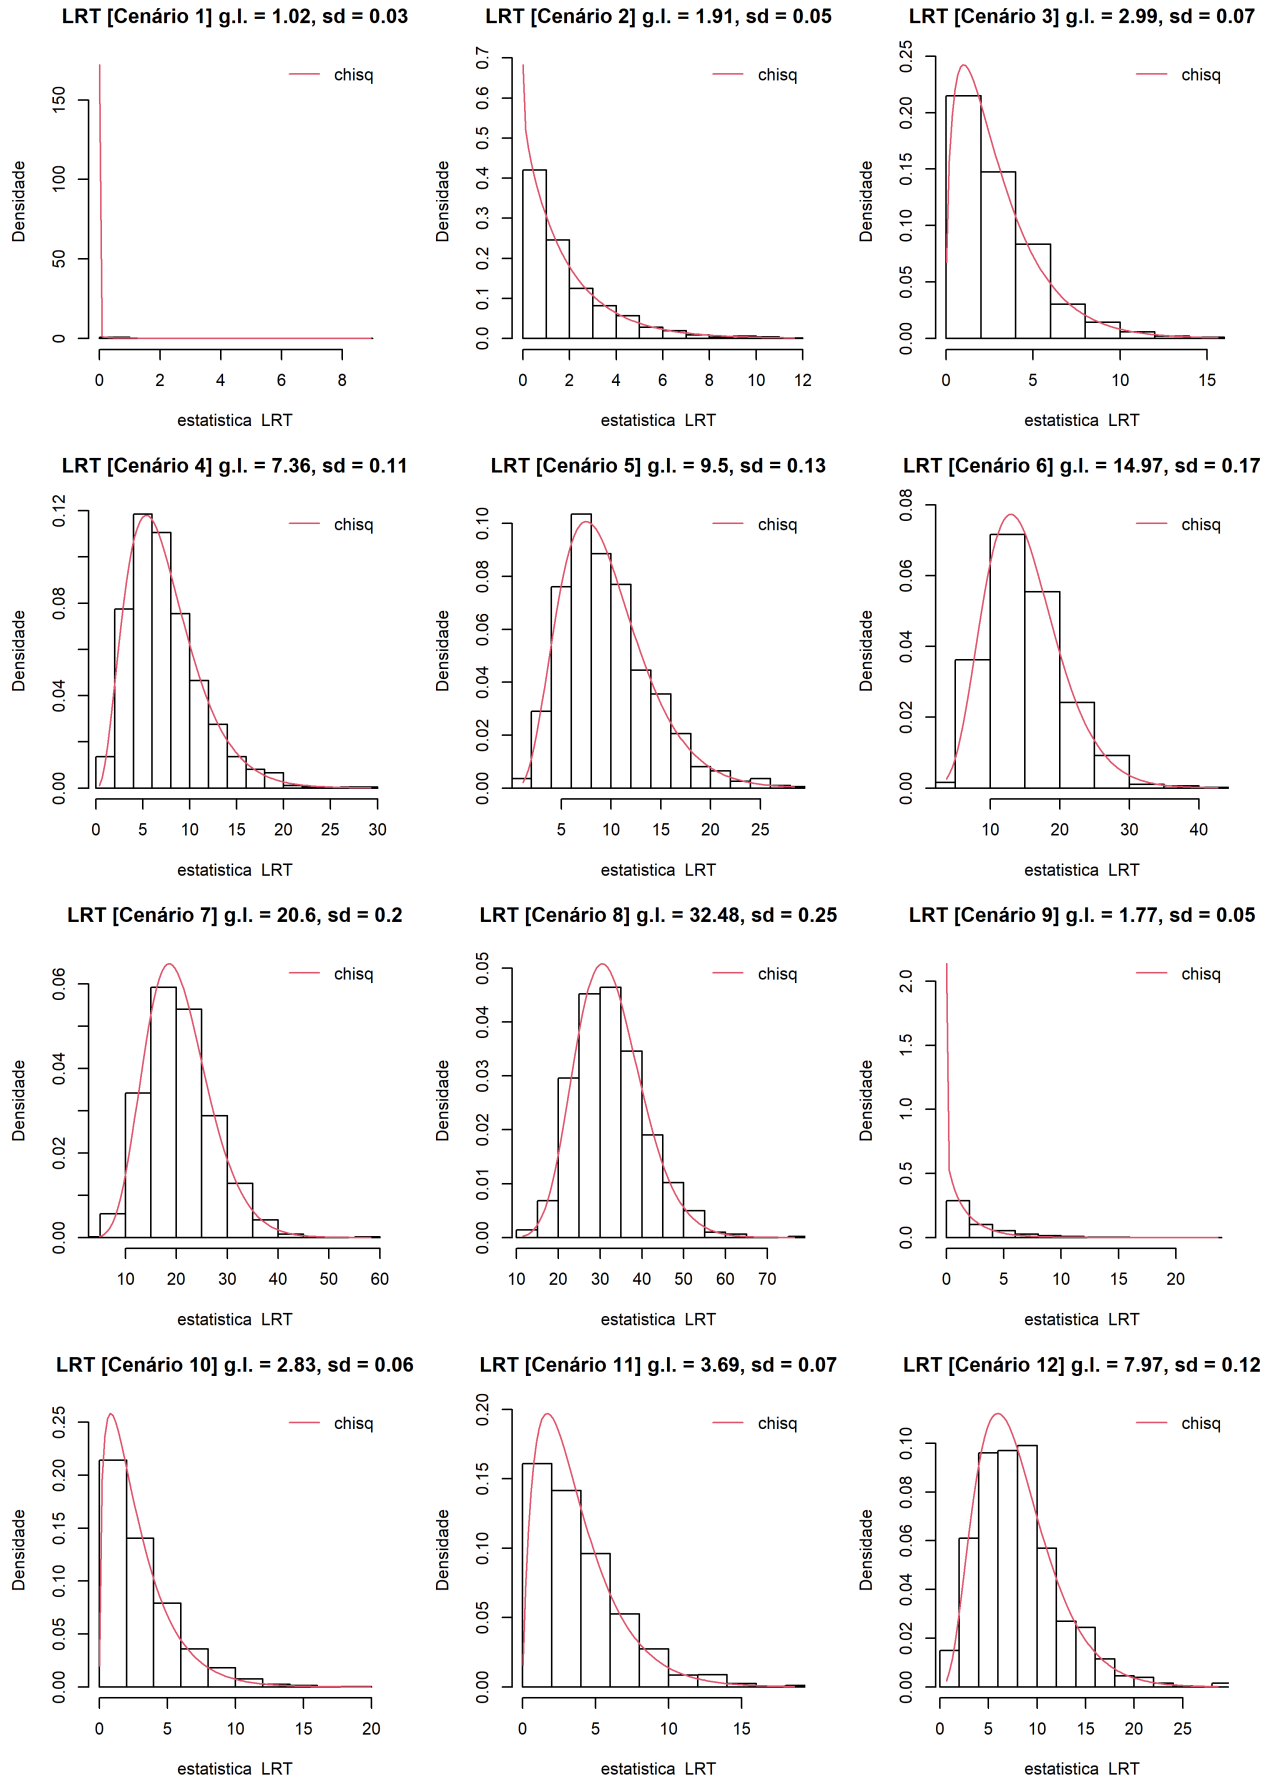 LRT [Cenário 1] g.l. = 1.02, sd = 0.03
chisq
Densidade
0 50 100 150
0 2 4 6 8
estatistica LRT
LRT [Cenário 2] g.l. = 1.91, sd = 0.05
chisq
Densidade
0.0 0.1 0.2 0.3 0.4 0.5 0.6 0.7
0 2 4 6 8 10 12
estatistica LRT
LRT [Cenário 3] g.l. = 2.99, sd = 0.07
chisq
Densidade
0.00 0.05 0.10 0.15 0.20 0.25
0 5 10 15
estatistica LRT
LRT [Cenário 4] g.l. = 7.36, sd = 0.11
chisq
Densidade
0.00 0.04 0.08 0.12
0 5 10 15 20 25 30
estatistica LRT
LRT [Cenário 5] g.l. = 9.5, sd = 0.13
chisq
Densidade
0.00 0.02 0.04 0.06 0.08 0.10
5 10 15 20 25
estatistica LRT
LRT [Cenário 6] g.l. = 14.97, sd = 0.17
chisq
Densidade
0.00 0.02 0.04 0.06 0.08
10 20 30 40
estatistica LRT
LRT [Cenário 7] g.l. = 20.6, sd = 0.2
chisq
Densidade
0.00 0.02 0.04 0.06
10 20 30 40 50 60
estatistica LRT
LRT [Cenário 8] g.l. = 32.48, sd = 0.25
chisq
Densidade
0.00 0.01 0.02 0.03 0.04 0.05
10 20 30 40 50 60 70
estatistica LRT
LRT [Cenário 9] g.l. = 1.77, sd = 0.05
chisq
Densidade
0.0 0.5 1.0 1.5 2.0
0 5 10 15 20
estatistica LRT
LRT [Cenário 10] g.l. = 2.83, sd = 0.06
chisq
Densidade
0.00 0.05 0.10 0.15 0.20 0.25
0 5 10 15 20
estatistica LRT
LRT [Cenário 11] g.l. = 3.69, sd = 0.07
chisq
Densidade
0.00 0.05 0.10 0.15 0.20
0 5 10 15
estatistica LRT
LRT [Cenário 12] g.l. = 7.97, sd = 0.12
chisq
Densidade
0.00 0.02 0.04 0.06 0.08 0.10
0 5 10 15 20 25
estatistica LRT